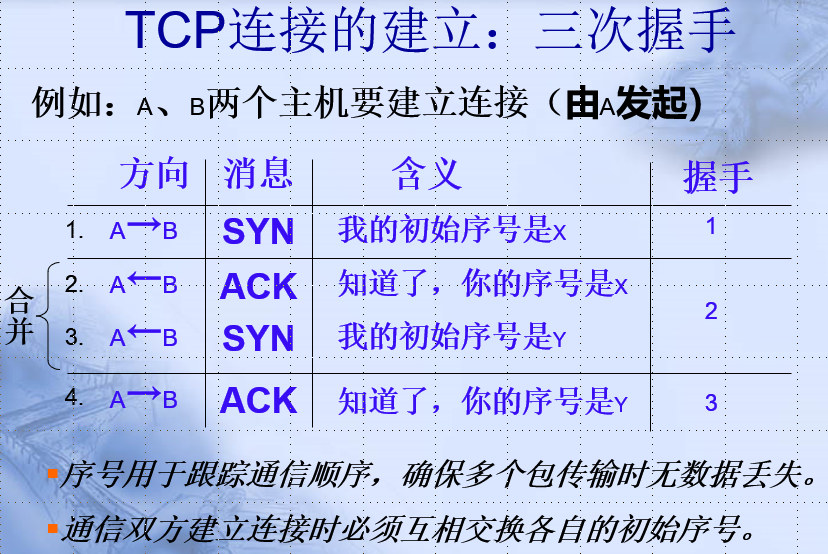 TCP连接的建立：三次握手
例如：A、B两个主机要建立连接（由A发起)
方向 消息 含义 握手
1. A→B SYN 我的初始序号是X 1
2. A←B ACK 知道了，你的序号是X
合并 2
3. A←B SYN 我的初始序号是Y
4. A→B ACK 知道了，你的序号是Y 3
序号用于跟踪通信顺序，确保多个包传输时无数据丢失。
通信双方建立连接时必须互相交换各自的初始序号。